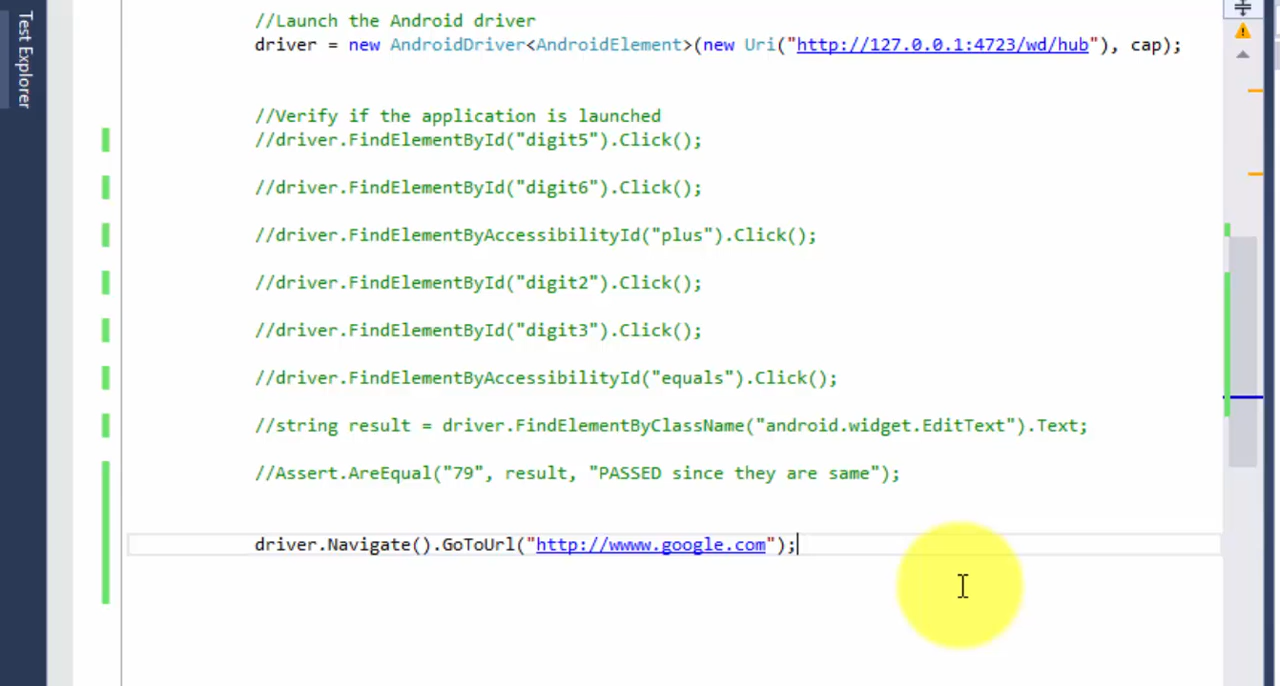 Test Explorer
//Launch the Android driver
driver = new AndroidDriver<AndroidElement>(new Uri("http://127.0.0.1:4723/wd/hub"), cap);
//Verify if the application is launched
//driver.FindElementById("digit5").Click();
//driver.FindElementById("digit6").Click();
//driver.FindElementByAccessibilityId("plus").Click();
//driver.FindElementById("digit2").Click();
//driver.FindElementById("digit3").Click();
//driver.FindElementByAccessibilityId("equals").Click();
//string result = driver.FindElementByClassName("android.widget.EditText").Text;
//Assert.AreEqual("79", result, "PASSED since they are same");
driver.Navigate().GoToUrl("http://wwww.google.com");